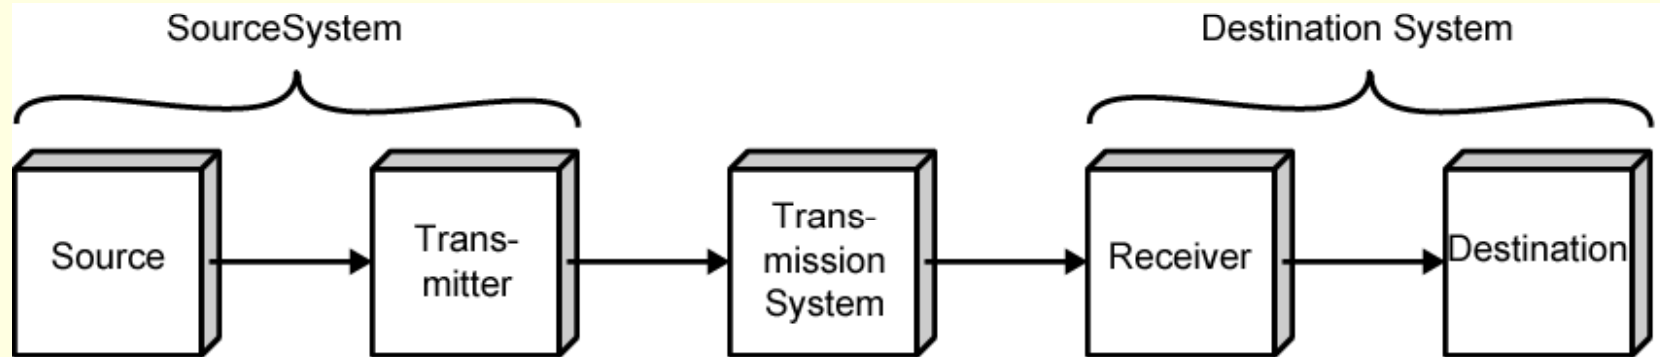 SourceSystem
Destination System
Source
Trans-
mitter
Trans-
mission
System
Receiver
Destination